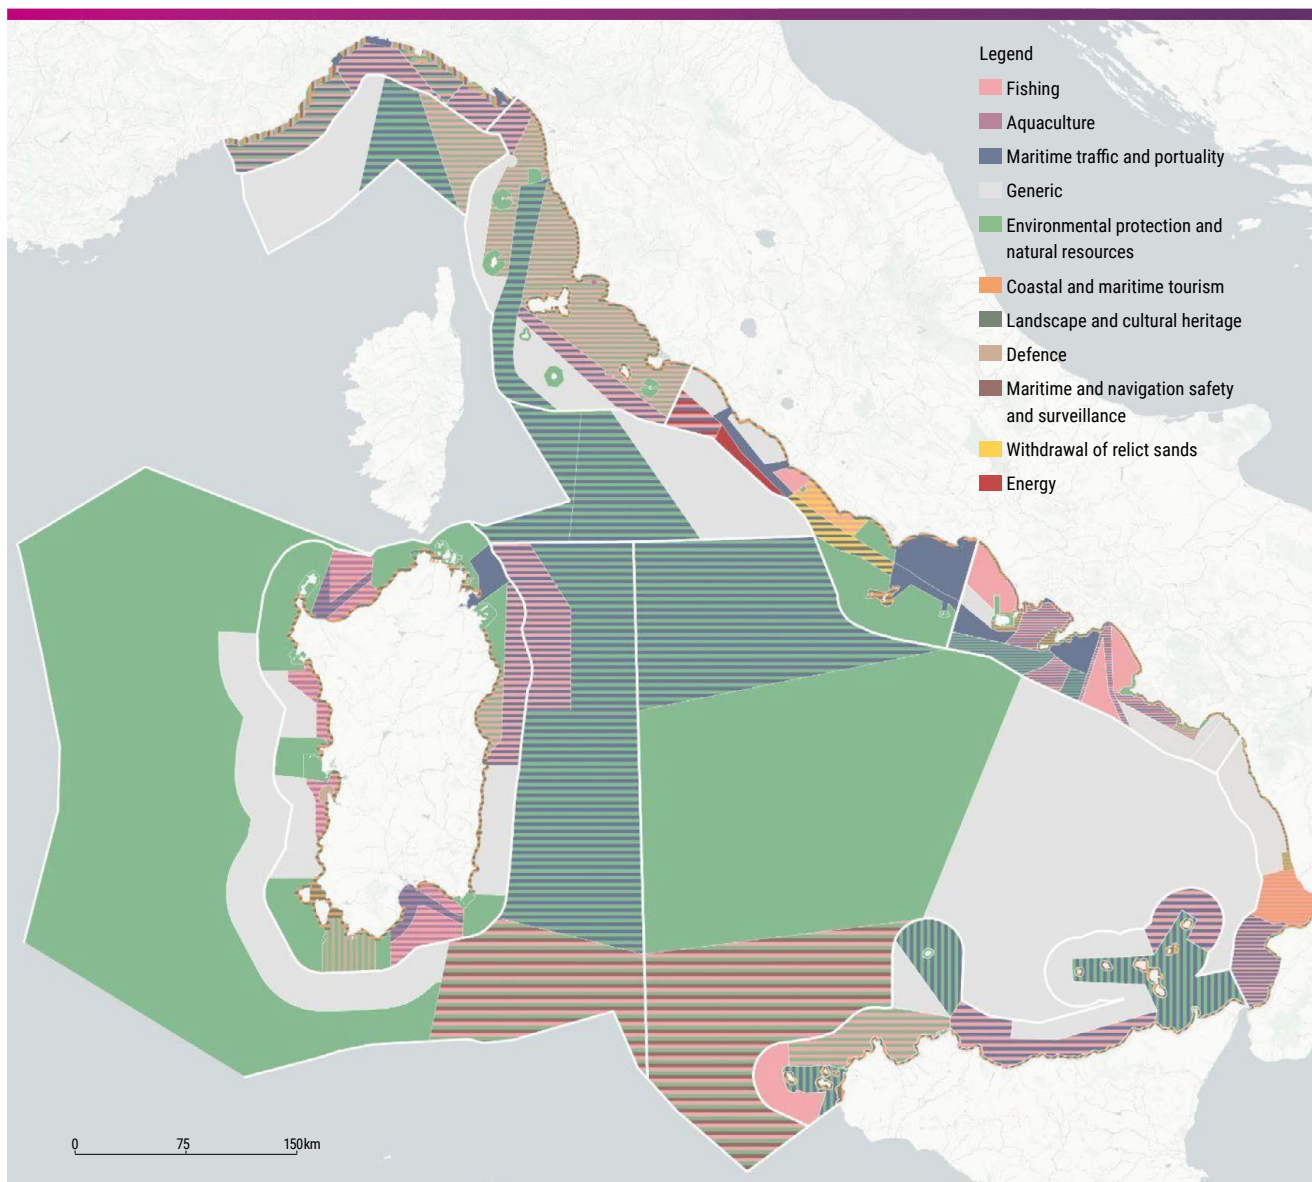 Legend
Fishing
Aquaculture
Maritime traffic and portuality
Generic
Environmental protection and
natural resources
Coastal and maritime tourism
Landscape and cultural heritage
Defence
Maritime and navigation safety
and surveillance
Withdrawal of relict sands
Energy
0 75 150km